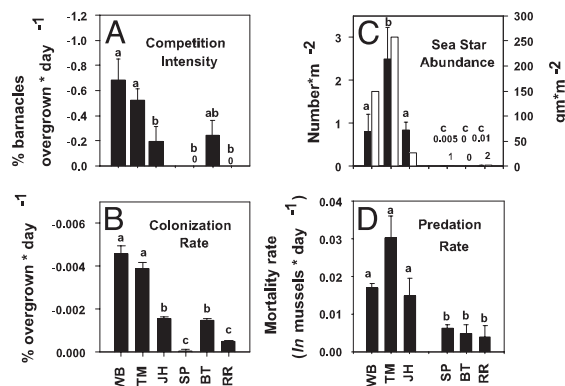 A
Competition
Intensity
% barnacles
overgrown * day -1
-1.2
-1.0
-0.8
-0.6
-0.4
-0.2
0.0
a
a
b
b
0
ab
b
0
C
Sea Star
Abundance
Number*m -2
3
2
1
0
a
b
a
c c c
0.005 0 0.01
1 0 2
300
250
200
150
100
50
0
gm*m -2
B
Colonization
Rate
% overgrown * day -1
-0.006
-0.004
-0.002
0.000
a
a
b
c
b
c
WB TM JH SP BT RR
D
Predation
Rate
Mortality rate
(ln mussels * day -1)
0.04
0.03
0.02
0.01
0.00
a
a
a
b
b
b
WB TM JH SP BT RR